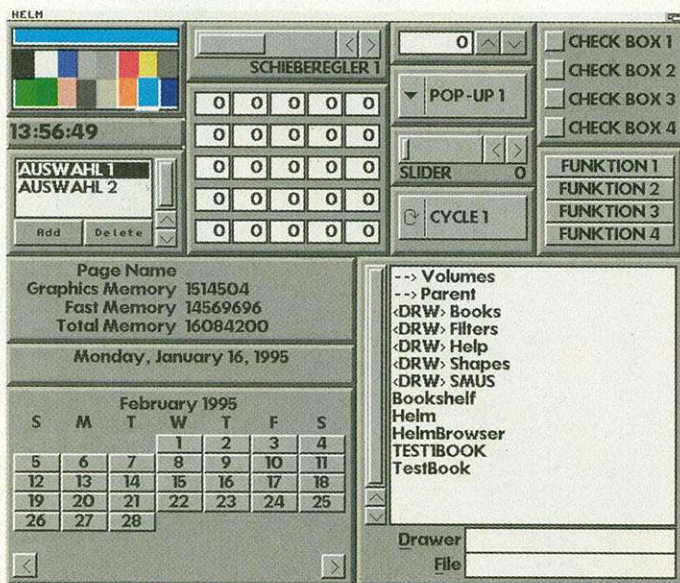 HELM
13:56:49
AUSWAHL 1
AUSWAHL 2
Add Delete
SCHIEBEREGLER 1
0 0 0 0 0
0 0 0 0 0
0 0 0 0 0
0 0 0 0 0
0 0 0 0 0
0
POP-UP 1
SLIDER 0
CYCLE 1
CHECK BOX 1
CHECK BOX 2
CHECK BOX 3
CHECK BOX 4
FUNKTION 1
FUNKTION 2
FUNKTION 3
FUNKTION 4
Page Name
Graphics Memory 1514504
Fast Memory 14569696
Total Memory 16084200
Monday, January 16, 1995
February 1995
S M T W T F S
1 2 3 4
5 6 7 8 9 10 11
12 13 14 15 16 17 18
19 20 21 22 23 24 25
26 27 28
--> Volumes
--> Parent
<DRW> Books
<DRW> Filters
<DRW> Help
<DRW> Shapes
<DRW> SMUS
Bookshelf
Helm
HelmBrowser
TEST1BOOK
TestBook
Drawer
File